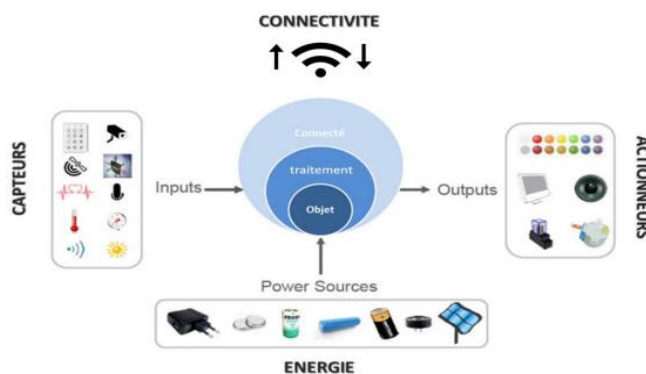 CONNECTIVITE
CAPTEURS
Inputs
Connecté
traitement
Objet
Outputs
ACTIONNEURS
Power Sources
ENERGIE